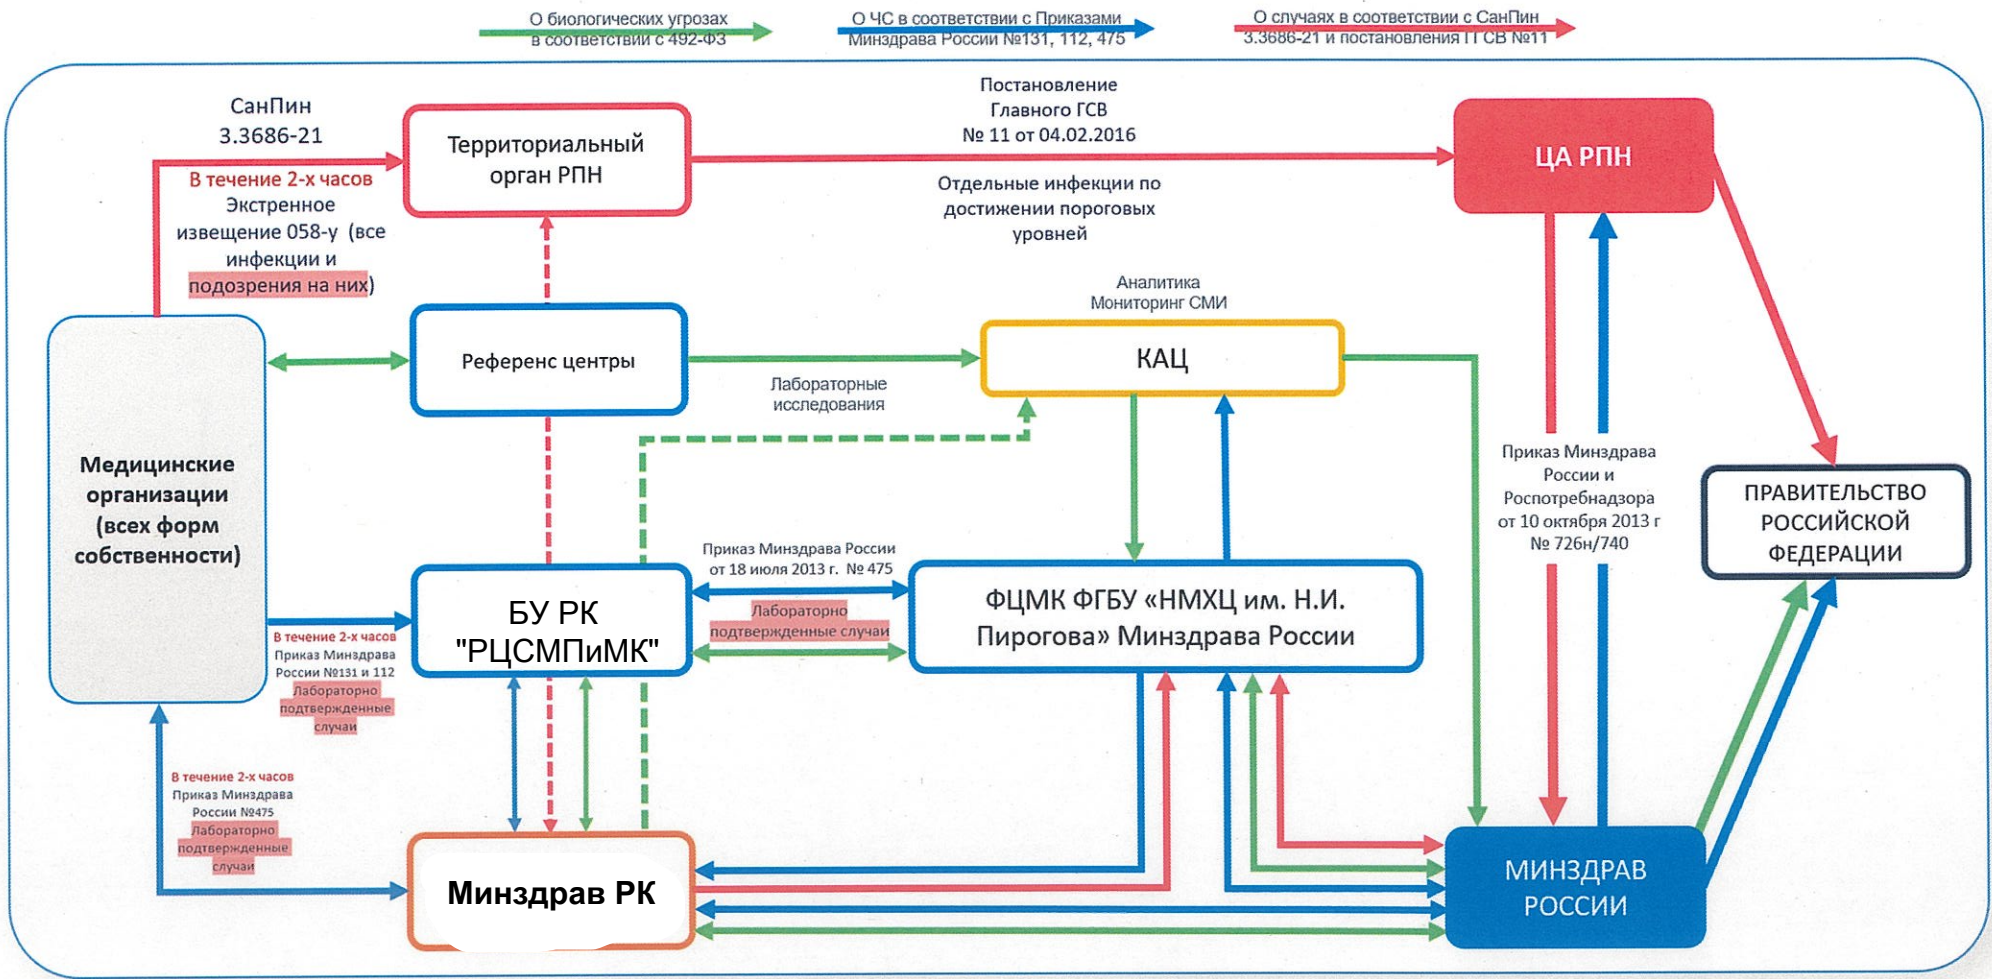 О биологических угрозах
в соответствии с 492-ФЗ
О ЧС в соответствии с Приказами
Минздрава России №131, 112, 475
О случаях в соответствии с СанПин
3.3686-21 и постановления ГГСВ №11
СанПин
3.3686-21
В течение 2-х часов
Экстренное
извещение 058-у (все
инфекции и
подозрения на них)
Территориальный
орган РПН
Постановление
Главного ГСВ
№ 11 от 04.02.2016
Отдельные инфекции по
достижении пороговых
уровней
ЦА РПН
Референс центры
Лабораторные
исследования
Аналитика
Мониторинг СМИ
КАЦ
Медицинские
организации
(всех форм
собственности)
Приказ Минздрава
России и
Роспотребнадзора
от 10 октября 2013 г
№ 726н/740
ПРАВИТЕЛЬСТВО
РОССИЙСКОЙ
ФЕДЕРАЦИИ
В течение 2-х часов
Приказ Минздрава
России №131 и 112
Лабораторно
подтвержденные
случаи
БУ РК
"РЦСМПиМК"
Приказ Минздрава России
от 18 июля 2013 г. № 475
Лабораторно
подтвержденные случаи
ФЦМК ФГБУ «НМХЦ им. Н.И.
Пирогова» Минздрава России
В течение 2-х часов
Приказ Минздрава
России №475
Лабораторно
подтвержденные
случаи
Минздрав РК
МИНЗДРАВ
РОССИИ